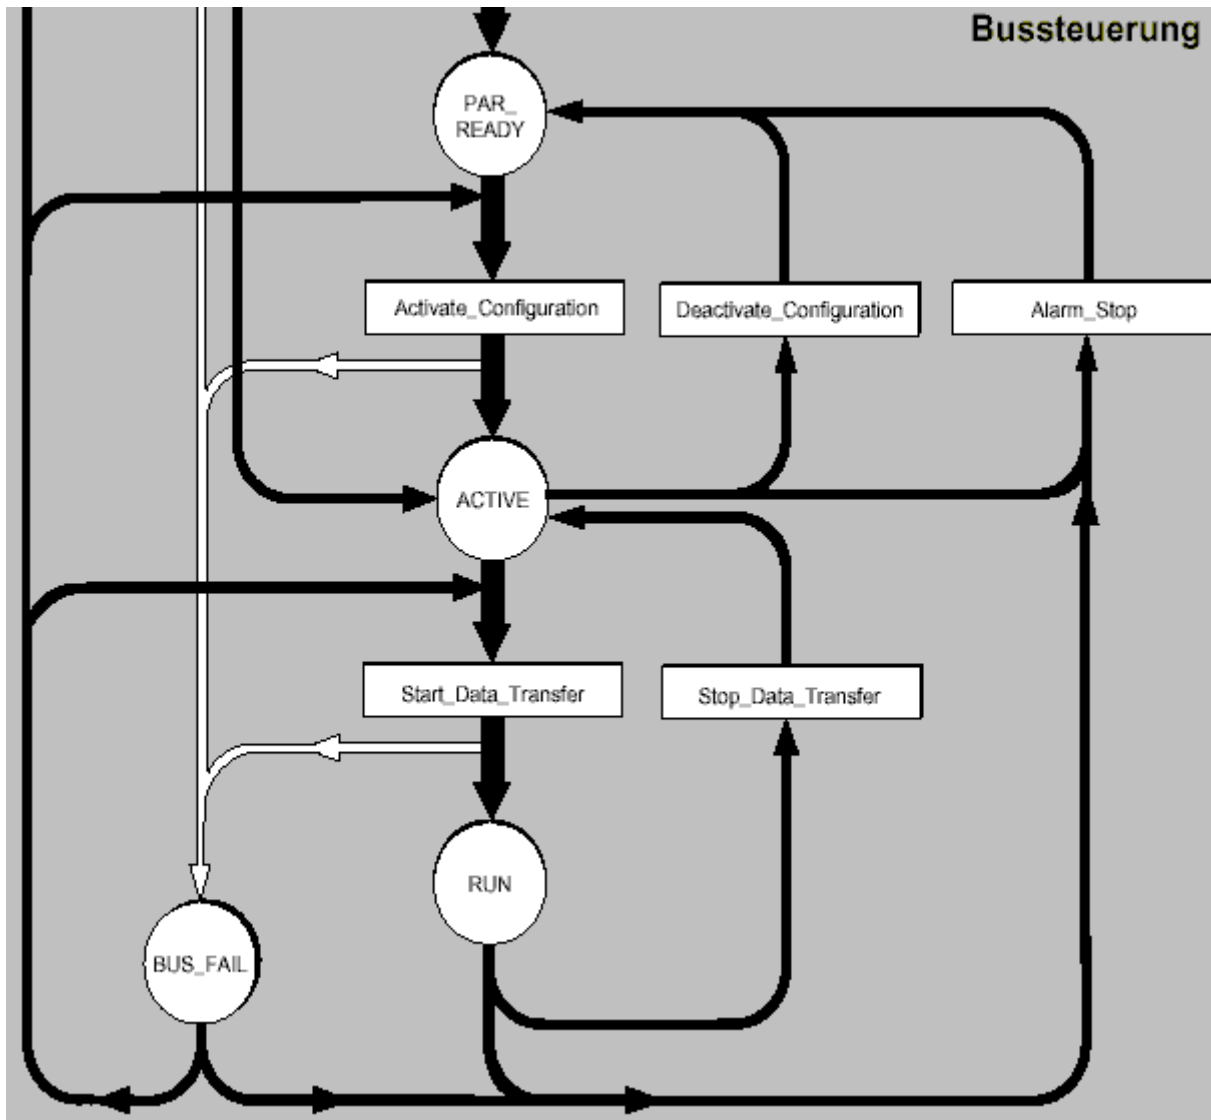 Bussteuerung
PAR_
READY
Activate_Configuration
Deactivate_Configuration
Alarm_Stop
ACTIVE
Start_Data_Transfer
Stop_Data_Transfer
RUN
BUS_FAIL